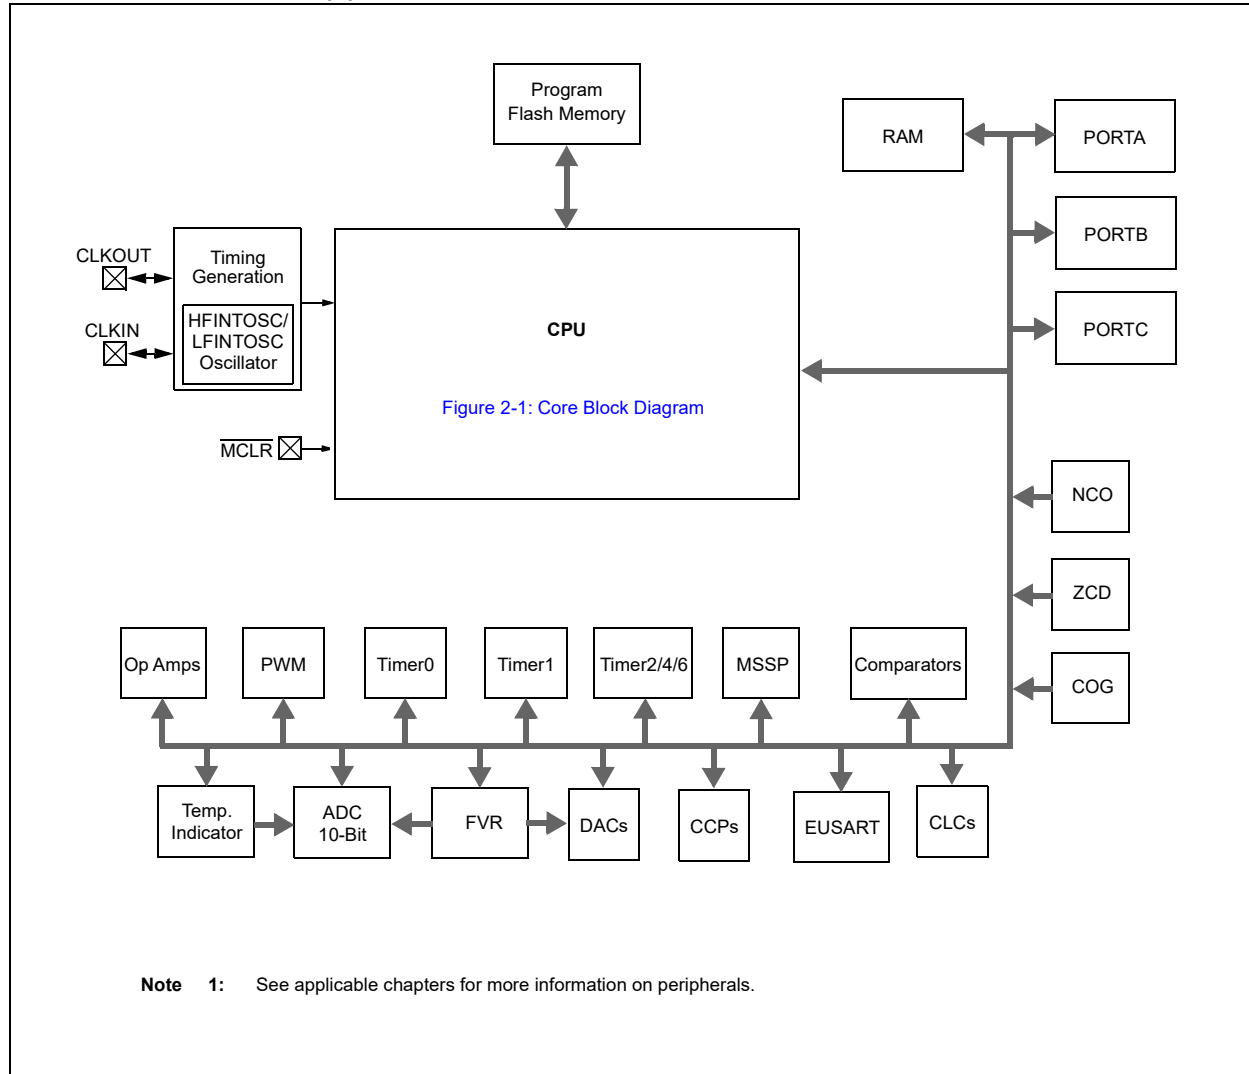 Program
Flash Memory
RAM
PORTA
PORTB
PORTC
CLKOUT
CLKIN
Timing
Generation
HFINTOSC/
LFINTOSC
Oscillator
MCLR
CPU
Figure 2-1: Core Block Diagram
NCO
ZCD
COG
Op Amps
PWM
Timer0
Timer1
Timer2/4/6
MSSP
Comparators
Temp.
Indicator
ADC
10-Bit
FVR
DACs
CCPs
EUSART
CLCs
Note 1: See applicable chapters for more information on peripherals.